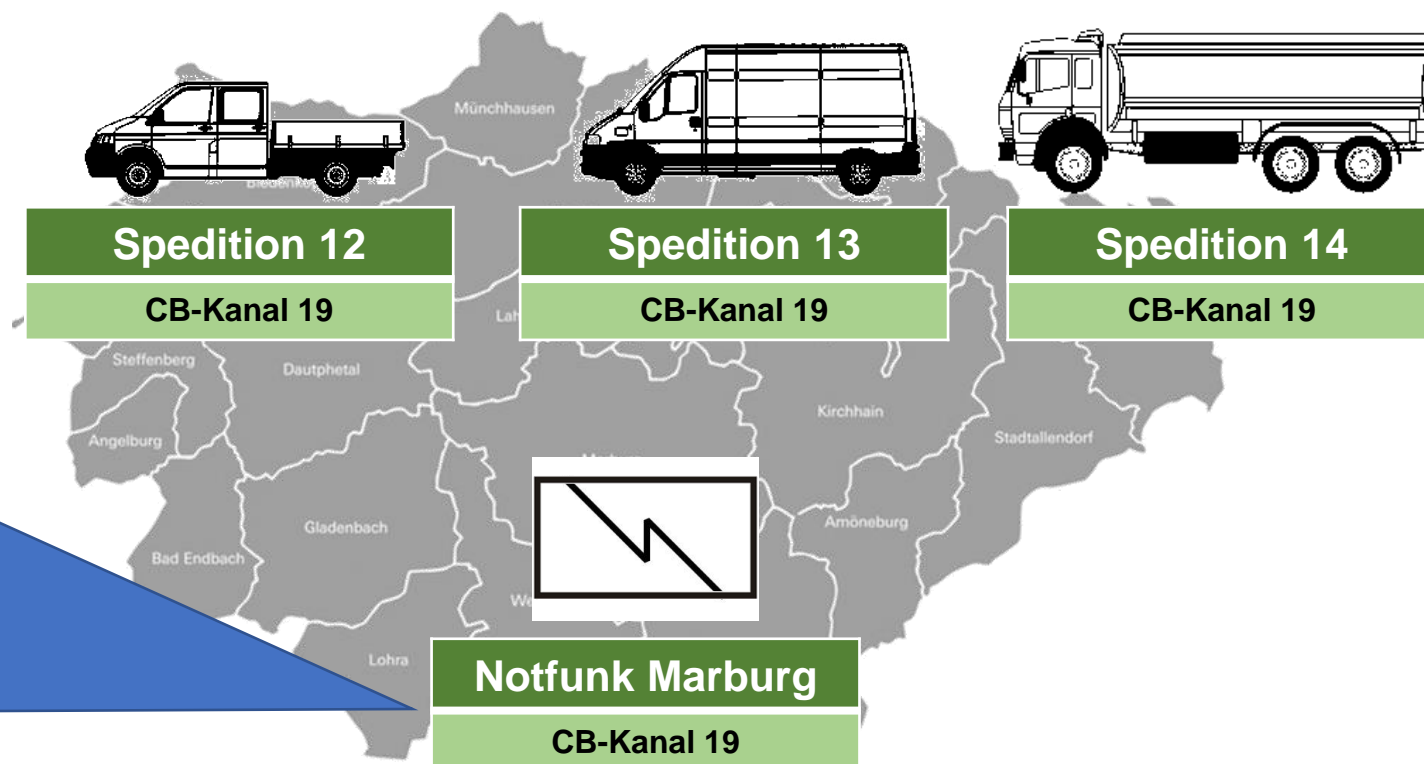 Münchhausen
Spedition 12
Spedition 13
Spedition 14
CB-Kanal 19
CB-Kanal 19
CB-Kanal 19
Steffenberg
Dautphetal
Angelburg
Kirchhain
Stadtallendorf
Gladenbach
Amöneburg
Bad Endbach
Lohra
Notfunk Marburg
CB-Kanal 19